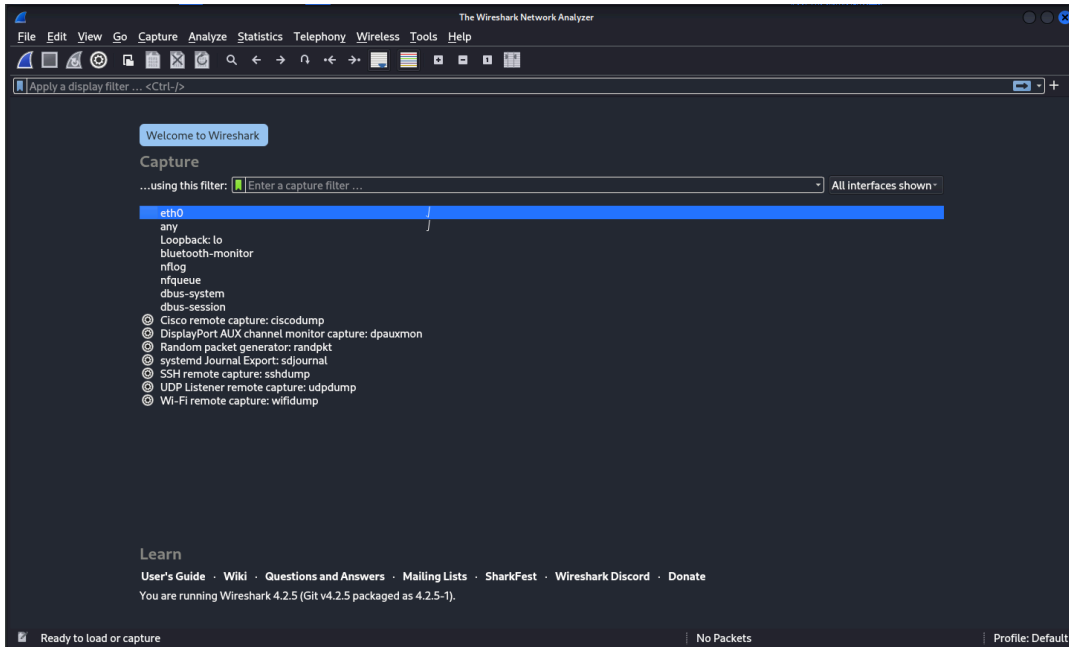 The Wireshark Network Analyzer
File Edit View Go Capture Analyze Statistics Telephony Wireless Tools Help
Apply a display filter ... <Ctrl-/>
Welcome to Wireshark
Capture
...using this filter: Enter a capture filter ... All interfaces shown
eth0
any
Loopback: lo
bluetooth-monitor
nflog
nfqueue
dbus-system
dbus-session
Cisco remote capture: ciscodump
DisplayPort AUX channel monitor capture: dpauxmon
Random packet generator: randpkt
systemd Journal Export: sdjournal
SSH remote capture: sshdump
UDP Listener remote capture: udpdump
Wi-Fi remote capture: wifidump
Learn
User's Guide · Wiki · Questions and Answers · Mailing Lists · SharkFest · Wireshark Discord · Donate
You are running Wireshark 4.2.5 (Git v4.2.5 packaged as 4.2.5-1).
Ready to load or capture No Packets Profile: Default